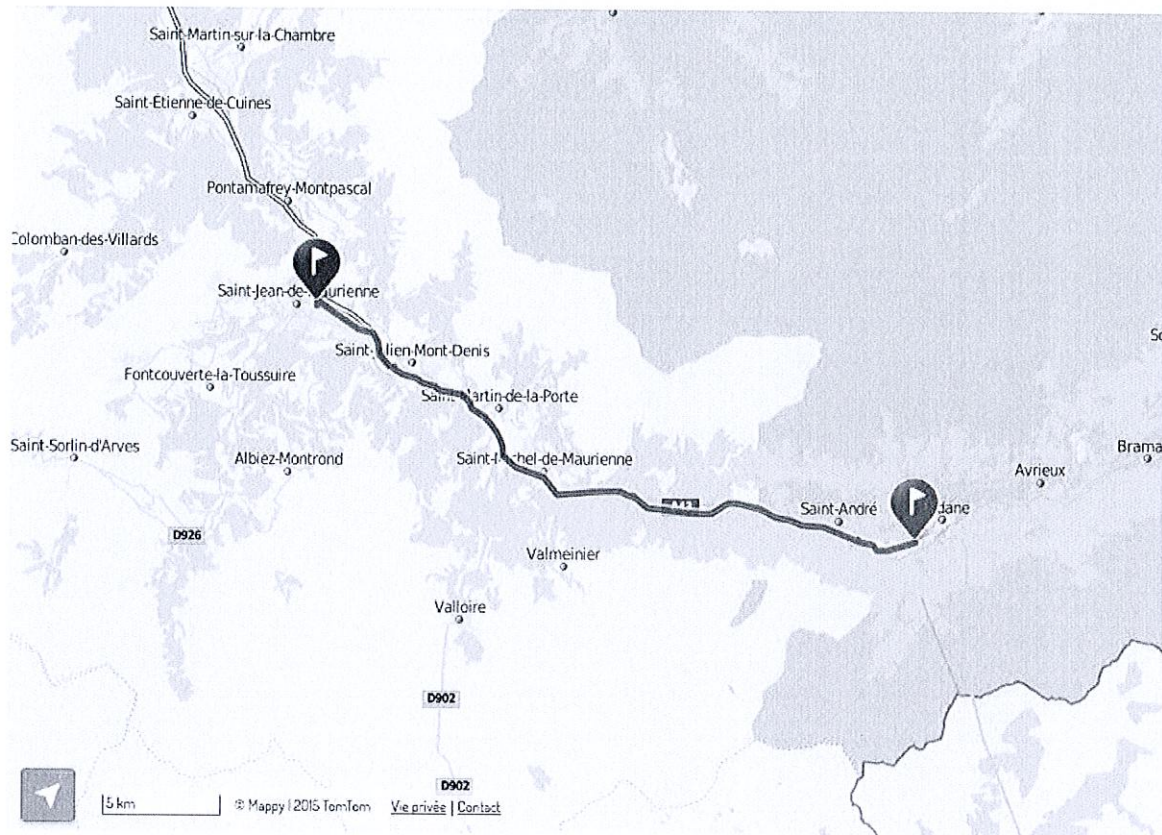 Saint-Martin-sur-la-Chambre
Saint-Étienne-de-Cuines
Pontamafrey-Montpascal
Colomban-des-Villards
Saint-Jean-de- urienne
Saint- lien-Mont-Denis
Fontcouverte-la-Toussuire
Saint- artin-de-la-Porte
Saint-Sorlin-d'Arves
Albiez-Montrond
Saint-M chel-de-Maurienne
Brama
Avrieux
Saint-André
dane
D926
Valmeinier
Valloire
D902
D902
5 km
© Mappy | 2015 TomTom
Vie privée | Contact